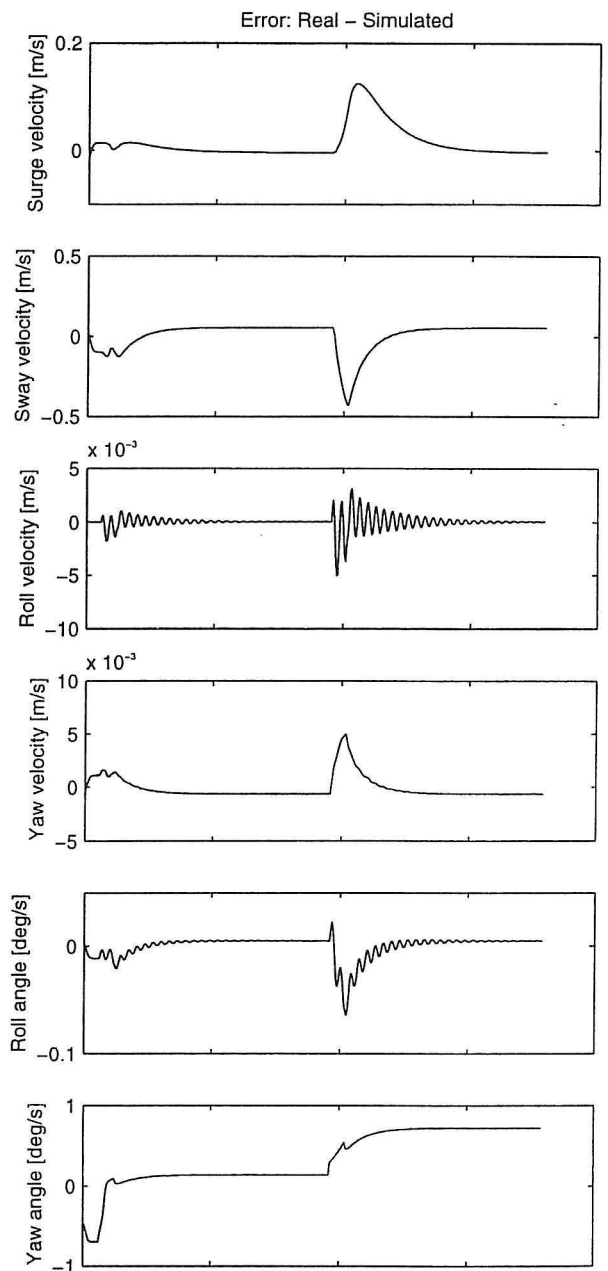 Error: Real – Simulated
Surge velocity [m/s]
0.2
0
Sway velocity [m/s]
0.5
0
−0.5
x 10⁻³
Roll velocity [m/s]
5
0
−5
−10
x 10⁻³
Yaw velocity [m/s]
10
5
0
−5
Roll angle [deg/s]
0
−0.1
Yaw angle [deg/s]
1
0
−1